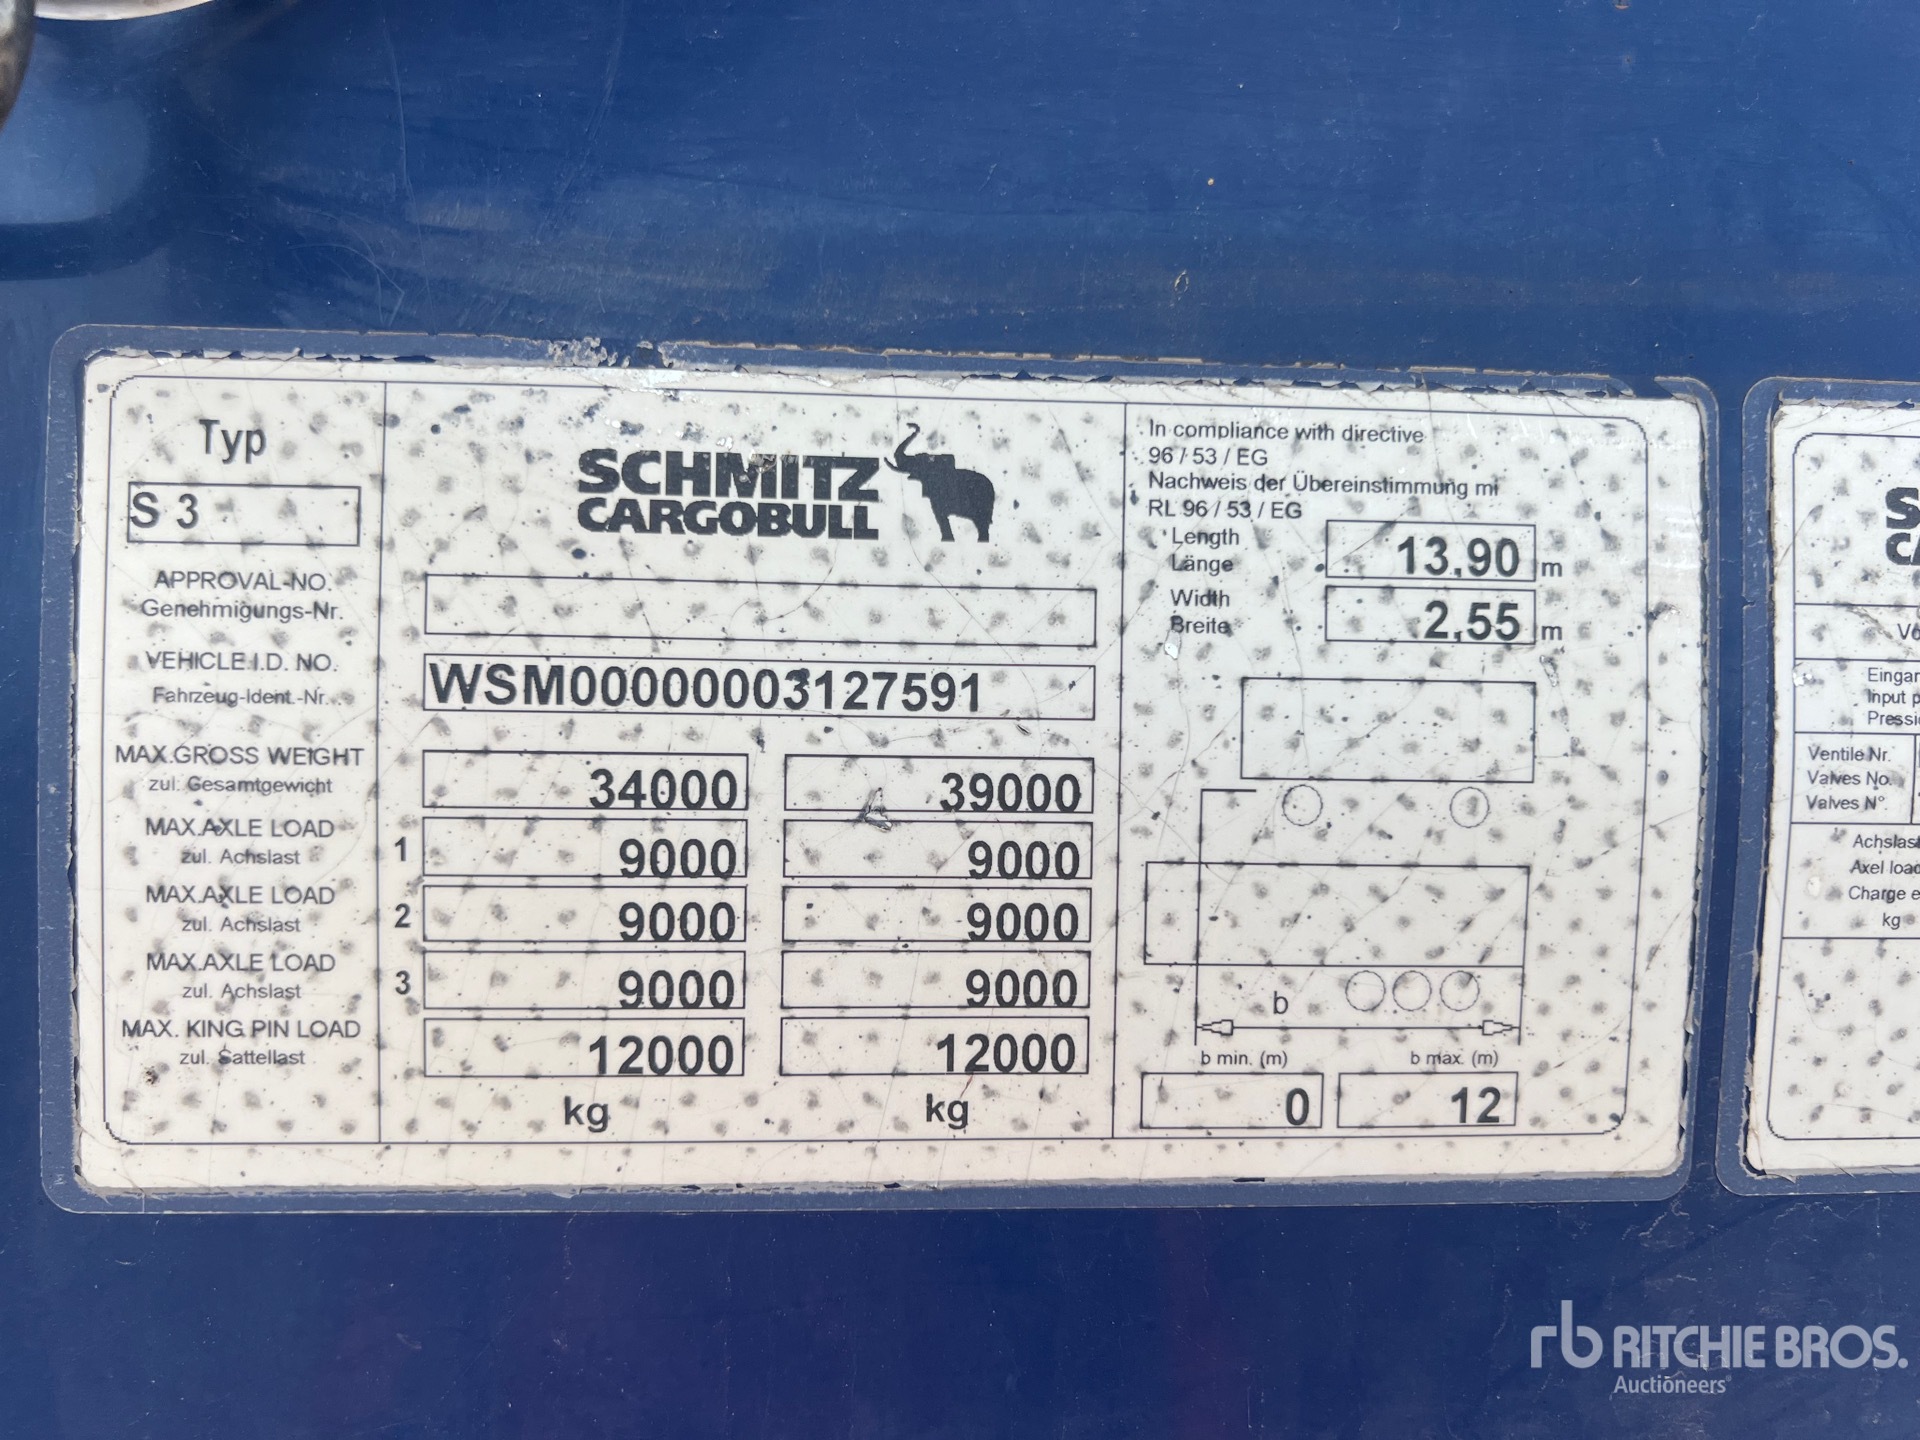 Typ
S 3
SCHMITZ
CARGOBULL
In compliance with directive
96 / 53 / EG
Nachweis der Übereinstimmung mi
RL 96 / 53 / EG
Length
Länge
13,90 m
Width
Breite
2,55 m
APPROVAL-NO.
Genehmigungs-Nr.
VEHICLE I.D. NO.
Fahrzeug-Ident.-Nr.
WSM00000003127591
MAX.GROSS WEIGHT
zul. Gesamtgewicht
34000 39000
MAX.AXLE LOAD
zul. Achslast
1 9000 9000
MAX.AXLE LOAD
zul. Achslast
2 9000 9000
MAX.AXLE LOAD
zul. Achslast
3 9000 9000
MAX. KING PIN LOAD
zul. Sattellast
12000 12000
kg kg
b
b min. (m) b max. (m)
0 12
S
CA
Vo
Eingan
Input p
Pressio
Ventile Nr.
Valves No.
Valves N°
Achslast
Axel load
Charge e
kg
rb RITCHIE BROS.
Auctioneers